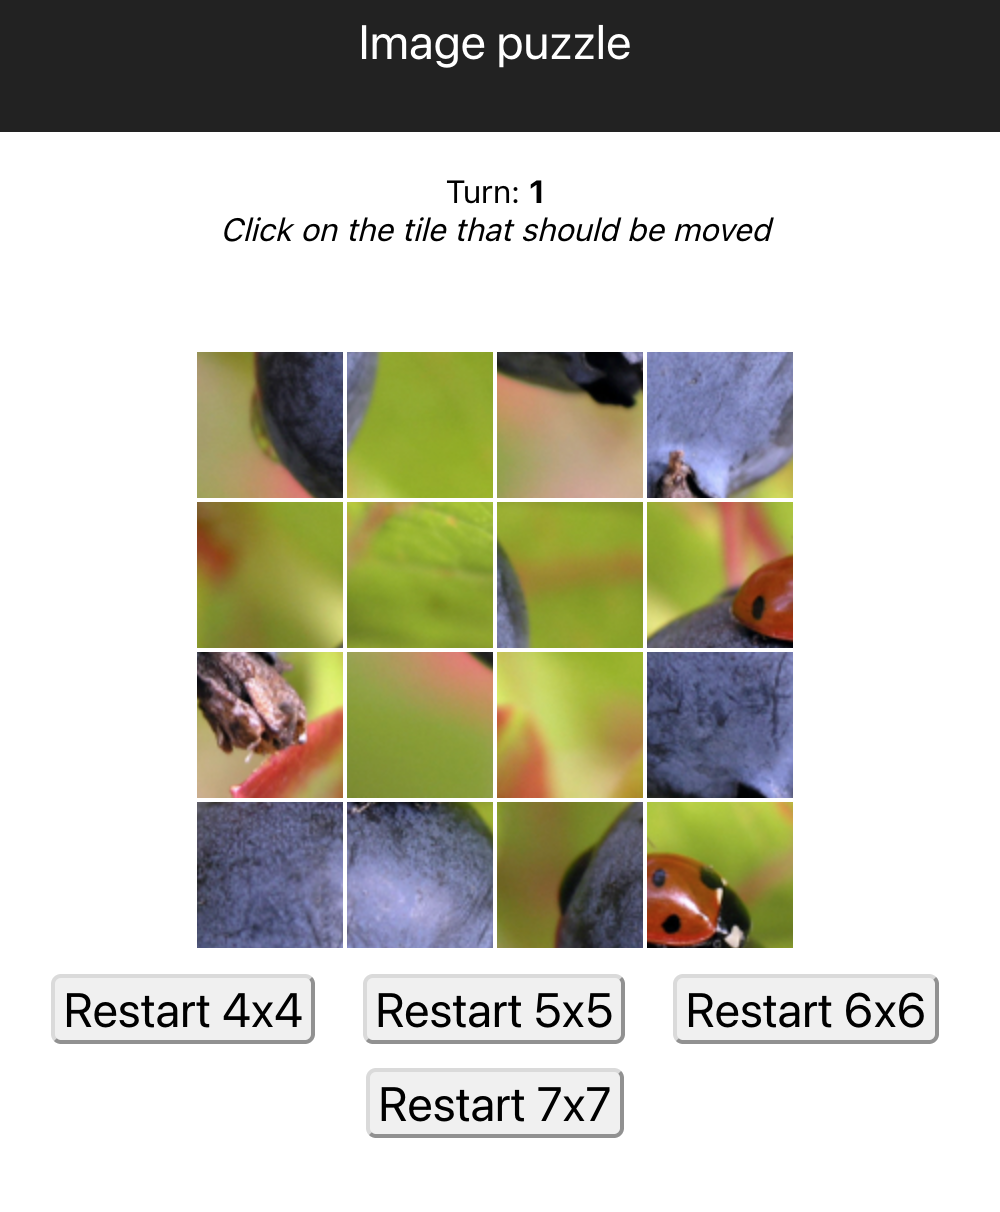 Image puzzle
Turn: 1
Click on the tile that should be moved
Restart 4x4
Restart 5x5
Restart 6x6
Restart 7x7